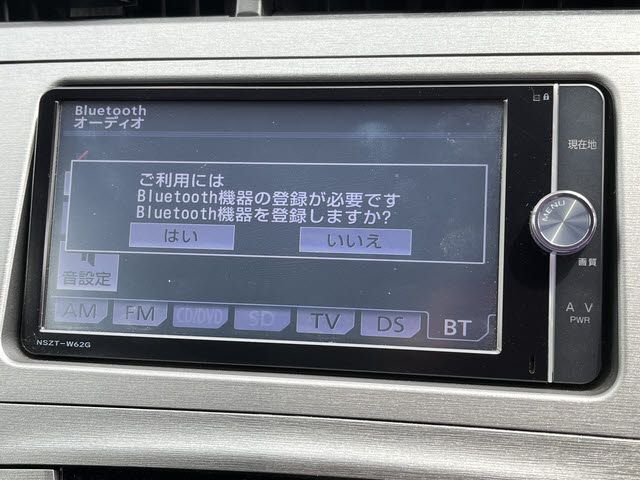 Bluetooth
オーディオ
ご利用には
Bluetooth機器の登録が必要です
Bluetooth機器を登録しますか?
はい
いいえ
音設定
AM
FM
CD/DVD
SD
TV
DS
BT
NSZT-W62G
現在地
MENU
画質
AV
PWR